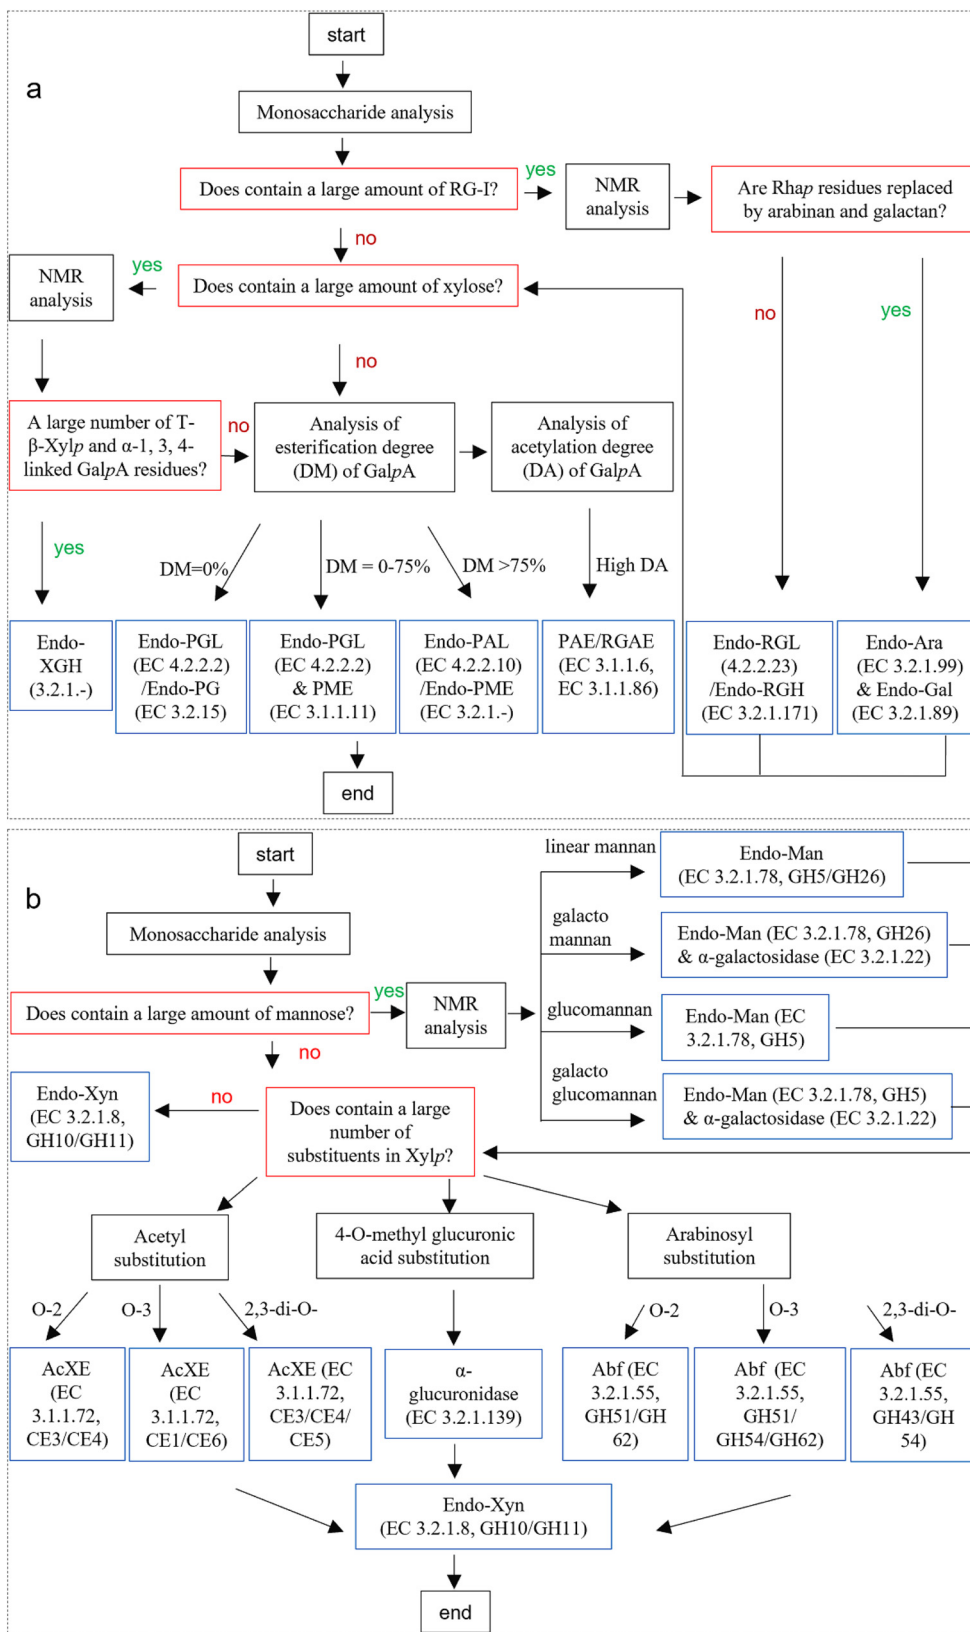 a
start
Monosaccharide analysis
Does contain a large amount of RG-I?
yes
NMR
analysis
Are Rhap residues replaced
by arabinan and galactan?
no
NMR
analysis
yes
Does contain a large amount of xylose?
no
no
yes
A large number of T-
β-Xylp and α-1, 3, 4-
linked GalpA residues?
no
Analysis of
esterification degree
(DM) of GalpA
Analysis of
acetylation degree
(DA) of GalpA
yes
DM=0%
DM = 0-75%
DM >75%
High DA
Endo-
XGH
(3.2.1.-)
Endo-PGL
(EC 4.2.2.2)
/Endo-PG
(EC 3.2.15)
Endo-PGL
(EC 4.2.2.2)
& PME
(EC 3.1.1.11)
Endo-PAL
(EC 4.2.2.10)
/Endo-PME
(EC 3.2.1.-)
PAE/RGAE
(EC 3.1.1.6,
EC 3.1.1.86)
Endo-RGL
(4.2.2.23)
/Endo-RGH
(EC 3.2.1.171)
Endo-Ara
(EC 3.2.1.99)
& Endo-Gal
(EC 3.2.1.89)
end
b
start
Monosaccharide analysis
Does contain a large amount of mannose?
yes
NMR
analysis
linear mannan
Endo-Man
(EC 3.2.1.78, GH5/GH26)
galacto
mannan
Endo-Man (EC 3.2.1.78, GH26)
& α-galactosidase (EC 3.2.1.22)
glucomannan
Endo-Man (EC
3.2.1.78, GH5)
galacto
glucomannan
Endo-Man (EC 3.2.1.78, GH5)
& α-galactosidase (EC 3.2.1.22)
no
Endo-Xyn
(EC 3.2.1.8,
GH10/GH11)
no
Does contain a large
number of
substituents in Xylp?
Acetyl
substitution
4-O-methyl glucuronic
acid substitution
Arabinosyl
substitution
O-2
O-3
2,3-di-O-
O-2
O-3
2,3-di-O-
AcXE
(EC
3.1.1.72,
CE3/CE4)
AcXE
(EC
3.1.1.72,
CE1/CE6)
AcXE (EC
3.1.1.72,
CE3/CE4/
CE5)
α-
glucuronidase
(EC 3.2.1.139)
Abf (EC
3.2.1.55,
GH51/GH
62)
Abf (EC
3.2.1.55,
GH51/
GH54/GH62)
Abf (EC
3.2.1.55,
GH43/GH
54)
Endo-Xyn
(EC 3.2.1.8, GH10/GH11)
end